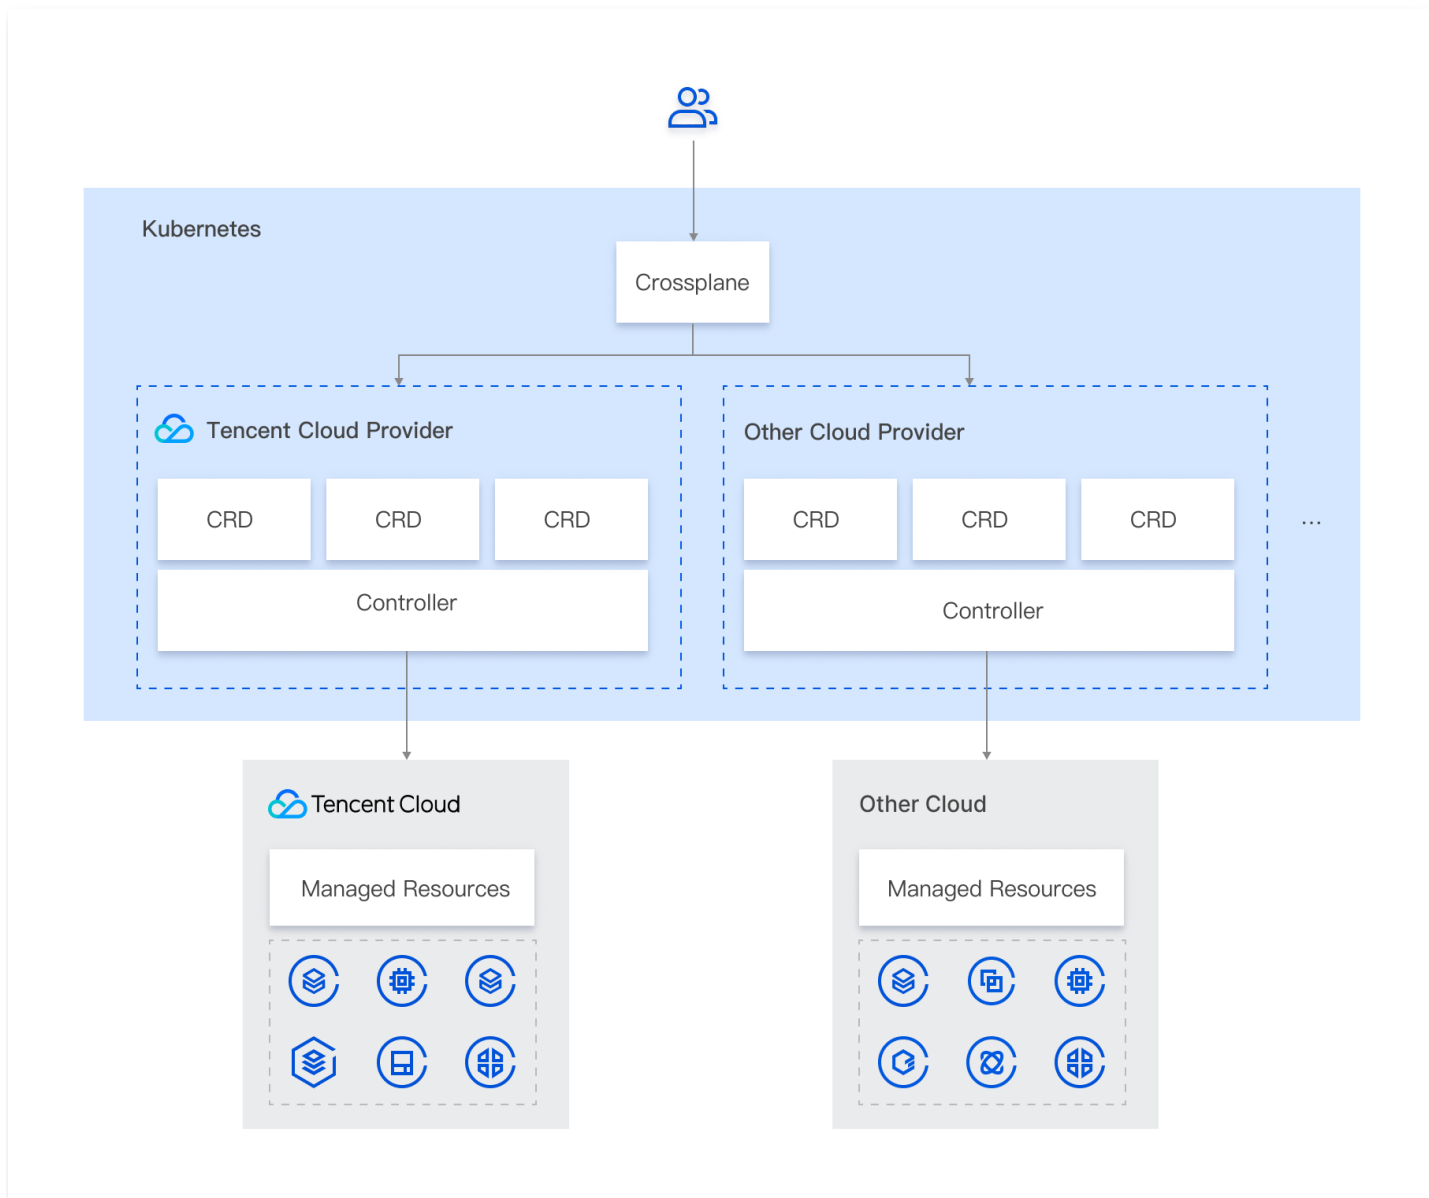 Kubernetes
Crossplane
Tencent Cloud Provider
CRD
CRD
CRD
Controller
Other Cloud Provider
CRD
CRD
CRD
Controller
...
Tencent Cloud
Managed Resources
Other Cloud
Managed Resources